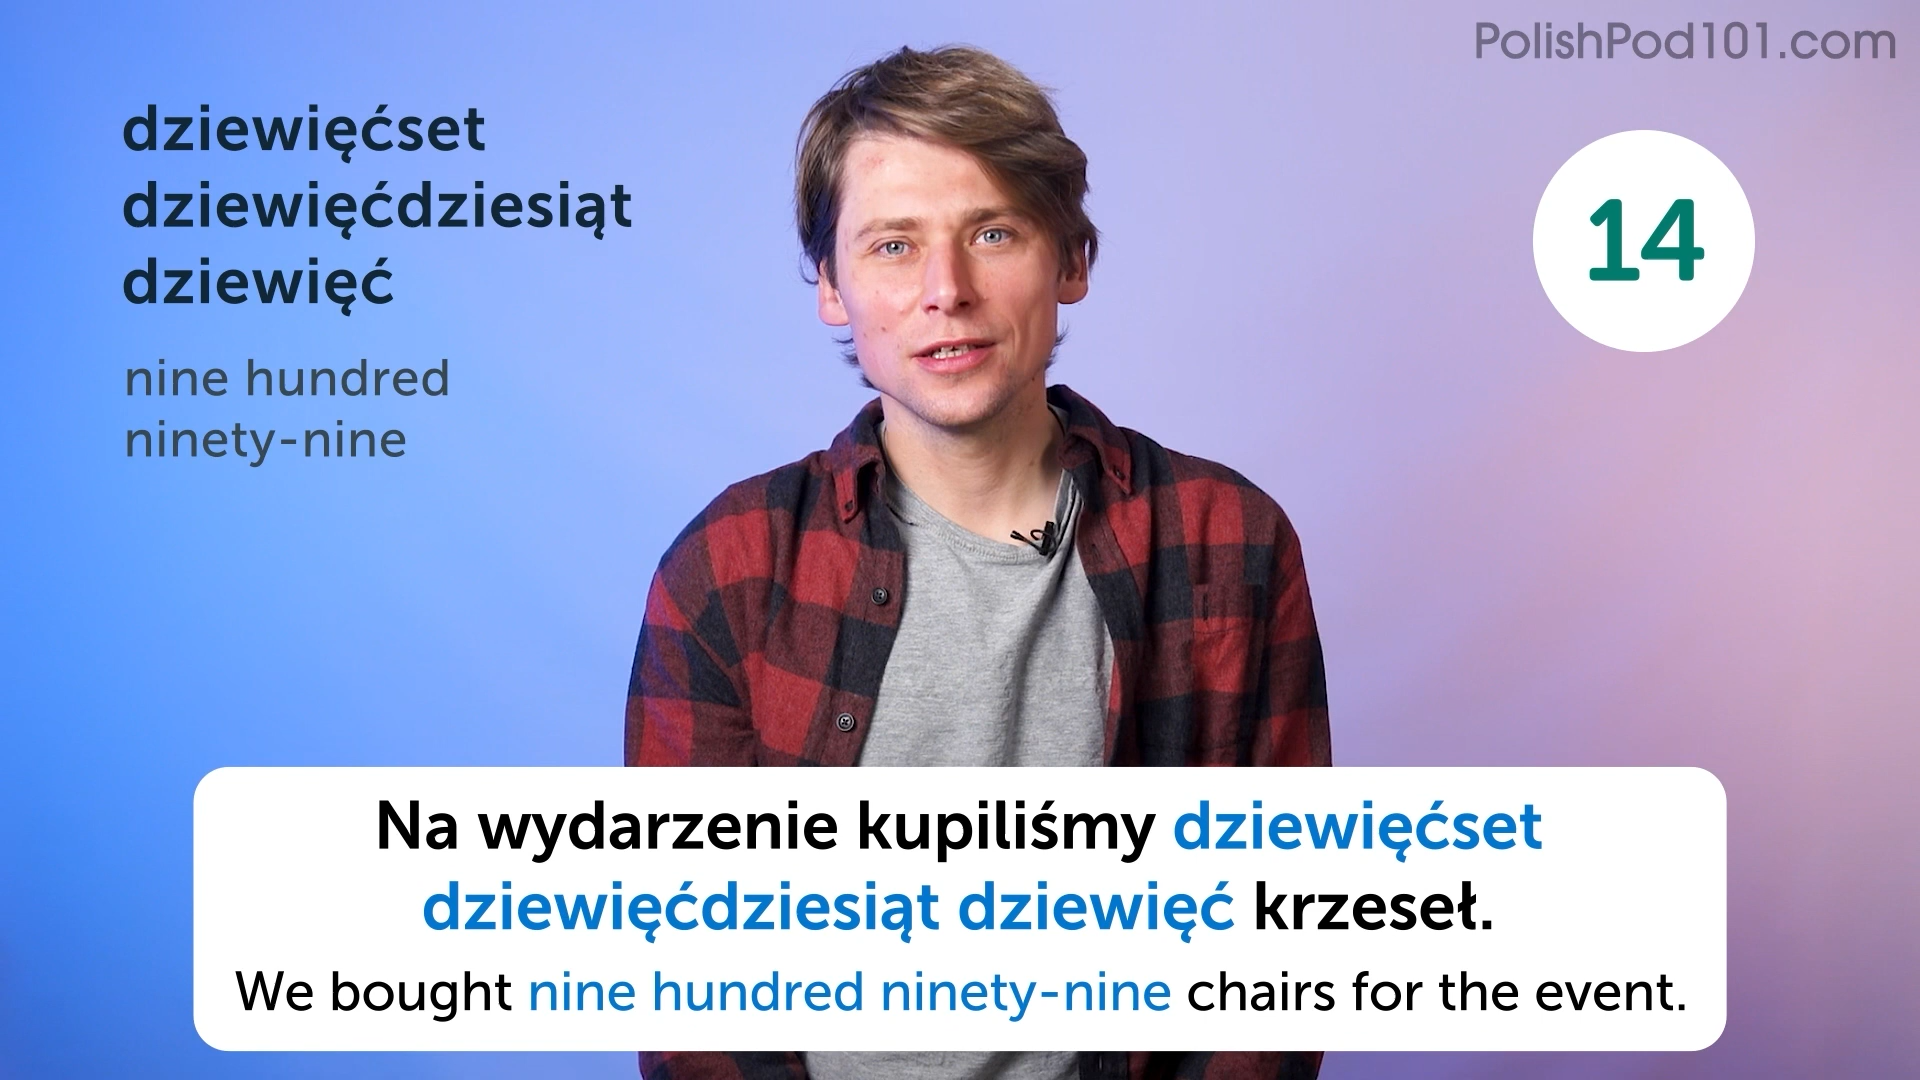 PolishPod101.com
dziewięćset
dziewięćdziesiąt
dziewięć
nine hundred
ninety-nine
14
Na wydarzenie kupiliśmy dziewięćset
dziewięćdziesiąt dziewięć krzeseł.
We bought nine hundred ninety-nine chairs for the event.